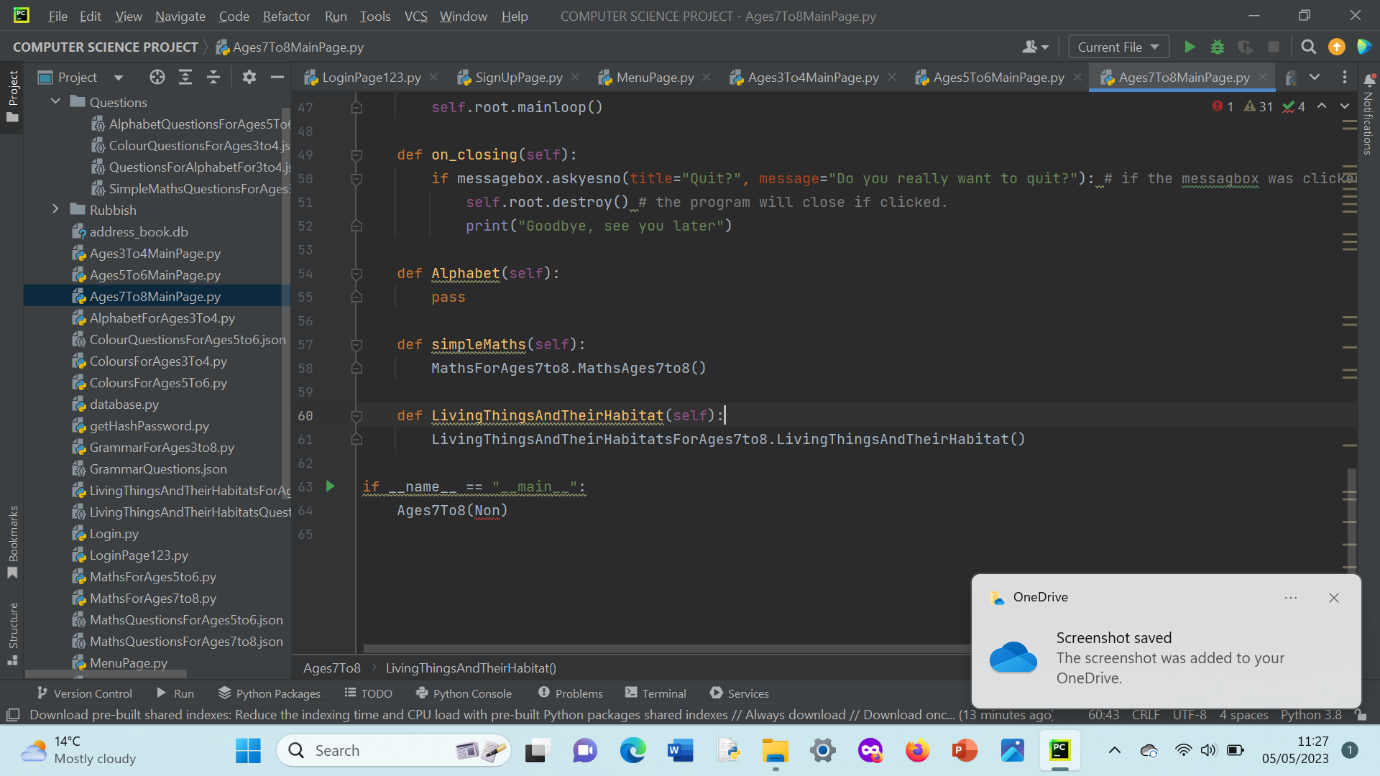 PC File Edit View Navigate Code Refactor Run Tools VCS Window Help COMPUTER SCIENCE PROJECT - Ages7To8MainPage.py
COMPUTER SCIENCE PROJECT Ages7To8MainPage.py Current File
Project LoginPage123.py SignUpPage.py MenuPage.py Ages3To4MainPage.py Ages5To6MainPage.py Ages7To8MainPage.py
Project
Notifications
Bookmarks
Structure
Questions
AlphabetQuestionsForAges5To6
ColourQuestionsForAges3to4.js
QuestionsForAlphabetFor3to4.j
SimpleMathsQuestionsForAges3
Rubbish
address_book.db
Ages3To4MainPage.py
Ages5To6MainPage.py
Ages7To8MainPage.py
AlphabetForAges3To4.py
ColourQuestionsForAges5to6.json
ColoursForAges3To4.py
ColoursForAges5To6.py
database.py
getHashPassword.py
GrammarForAges3to8.py
GrammarQuestions.json
LivingThingsAndTheirHabitatsForAg
LivingThingsAndTheirHabitatsQuest
Login.py
LoginPage123.py
MathsForAges5to6.py
MathsForAges7to8.py
MathsQuestionsForAges5to6.json
MathsQuestionsForAges7to8.json
MenuPage.py
1 31 4
47 self.root.mainloop()
48
49 def on_closing(self):
50 if messagebox.askyesno(title="Quit?", message="Do you really want to quit?"): # if the messagbox was clicke
51 self.root.destroy() # the program will close if clicked.
52 print("Goodbye, see you later")
53
54 def Alphabet(self):
55 pass
56
57 def simpleMaths(self):
58 MathsForAges7to8.MathsAges7to8()
59
60 def LivingThingsAndTheirHabitat(self):
61 LivingThingsAndTheirHabitatsForAges7to8.LivingThingsAndTheirHabitat()
62
63 if __name__ == "__main__":
64 Ages7To8(Non)
65
Ages7To8 LivingThingsAndTheirHabitat()
OneDrive
Screenshot saved
The screenshot was added to your
OneDrive.
Version Control Run Python Packages TODO Python Console Problems Terminal Services
Download pre-built shared indexes: Reduce the indexing time and CPU load with pre-built Python packages shared indexes // Always download // Download onc... (13 minutes ago) 60:43 CRLF UTF-8 4 spaces Python 3.8
14°C
Mostly cloudy
Search
11:27
05/05/2023
1